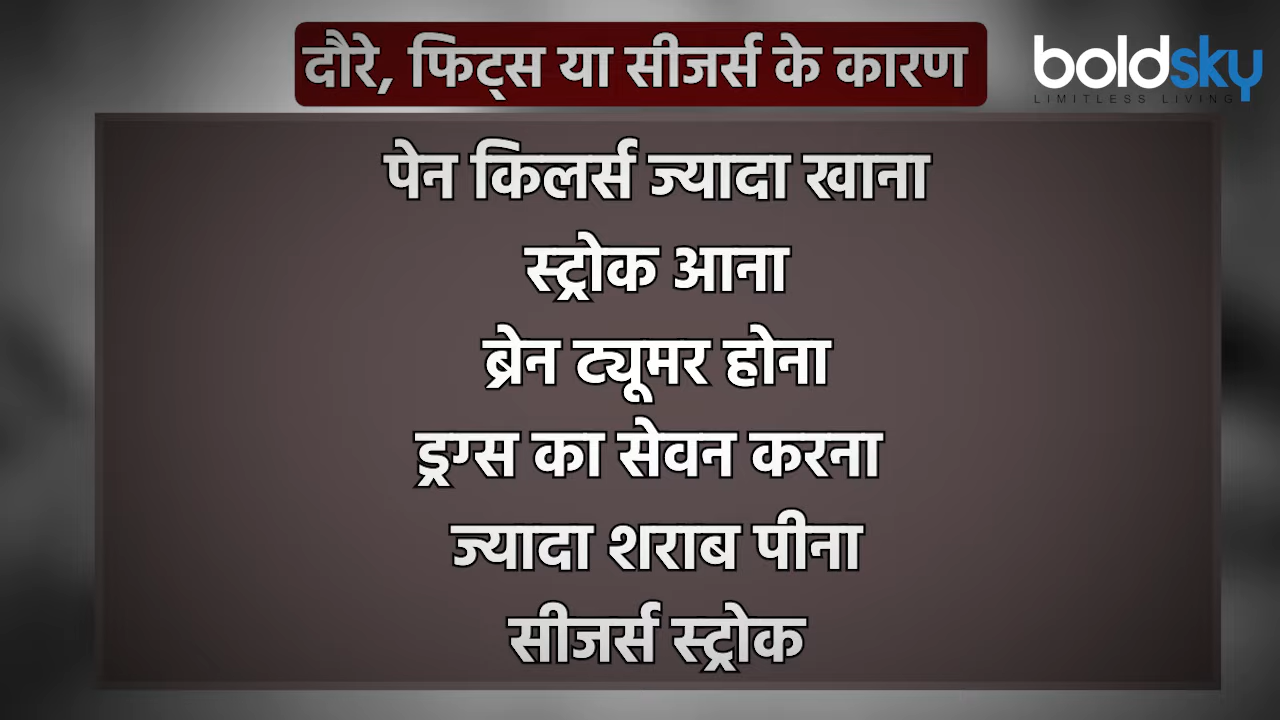 दौरे, फिट्स या सीजर्स के कारण
boldsky
LIMITLESS LIVING
पेन किलर्स ज्यादा खाना
स्ट्रोक आना
ब्रेन ट्यूमर होना
ड्रग्स का सेवन करना
ज्यादा शराब पीना
सीजर्स स्ट्रोक